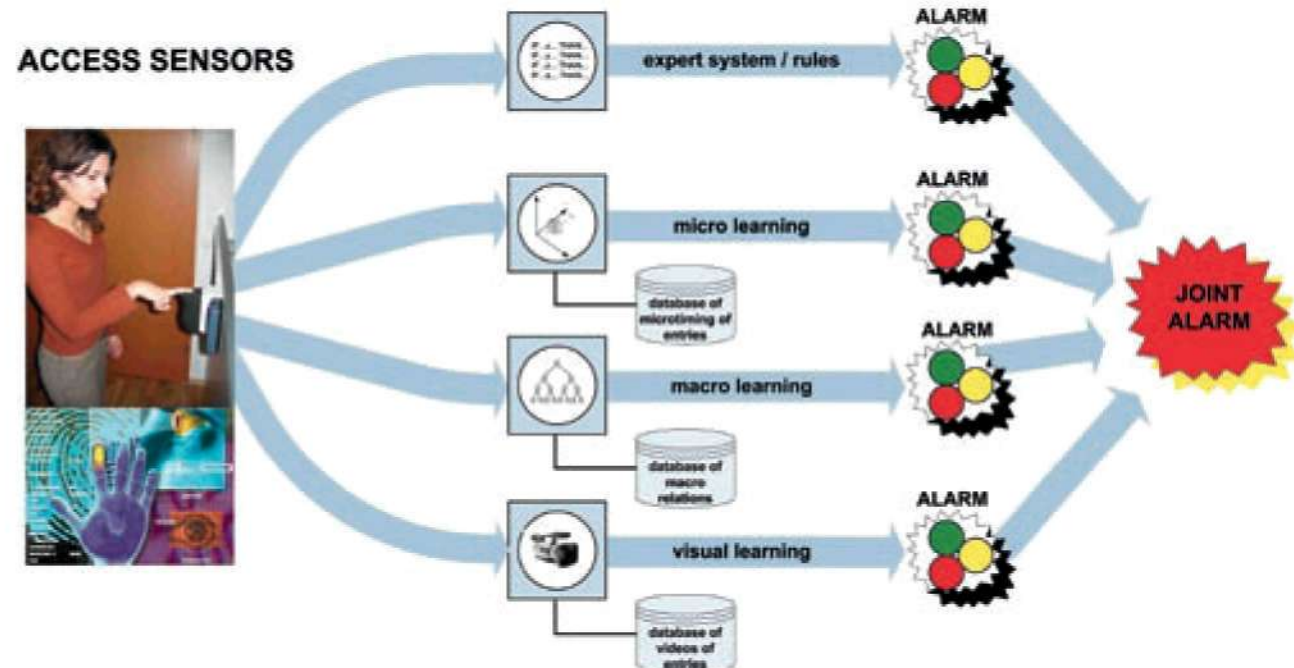 ACCESS SENSORS
ALARM
expert system / rules
ALARM
micro learning
database of
microtiming of
entries
JOINT
ALARM
ALARM
macro learning
database of
macro
relations
ALARM
visual learning
database of
videos of
entries